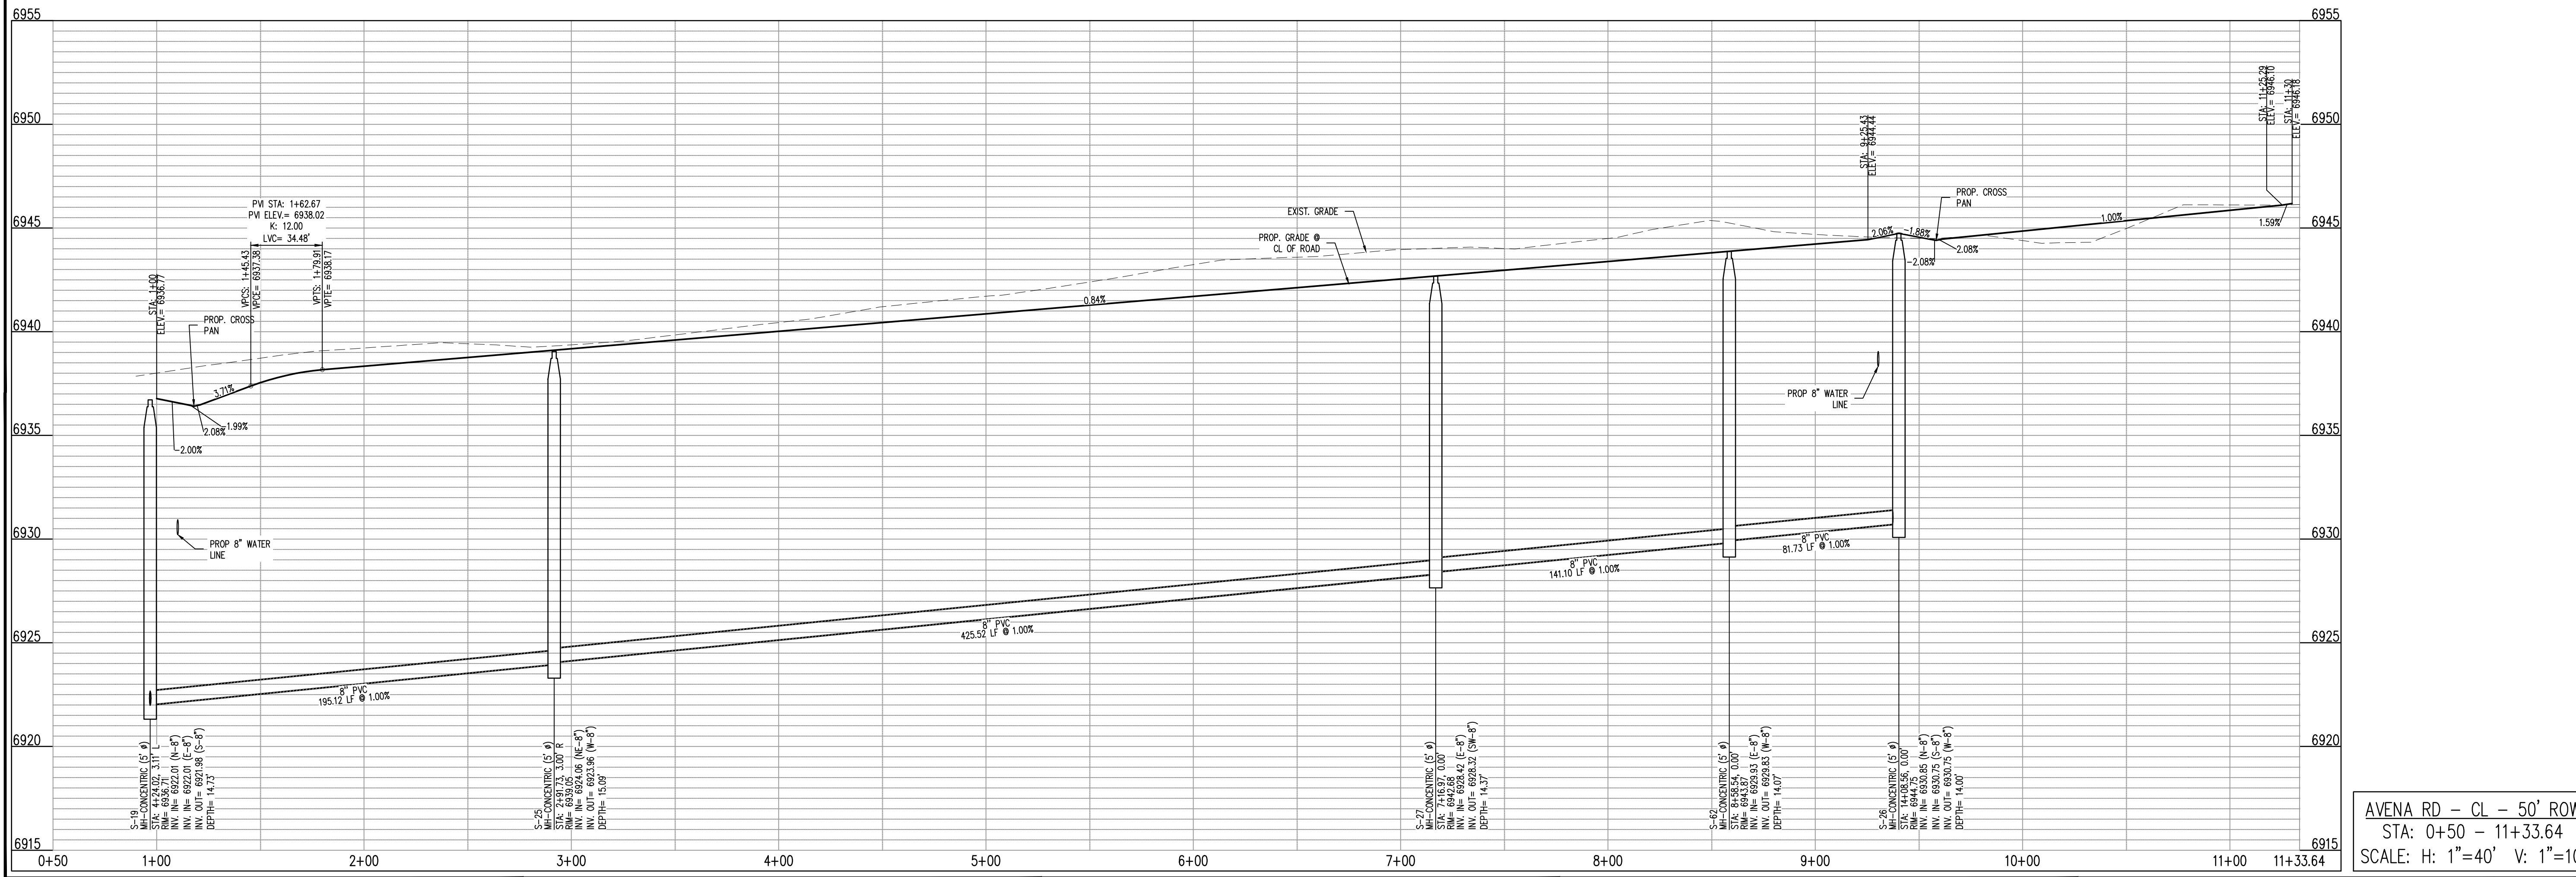 6955
6950
6945
6940
6935
6930
6925
6920
6915
6955
6950
6945
6940
6935
6930
6925
6920
6915
0+50
1+00
2+00
3+00
4+00
5+00
6+00
7+00
8+00
9+00
10+00
11+00
11+33.64
STA: 1+00
ELEV.= 6936.77
PROP. CROSS
PAN
PVI STA: 1+62.67
PVI ELEV.= 6938.02
K: 12.00
LVC= 34.48'
VPCS: 1+45.43
VPCE= 6937.38
VPTS: 1+79.91
VPTE= 6938.17
3.71%
-1.99%
2.08%
-2.00%
PROP 8" WATER
LINE
EXIST. GRADE
PROP. GRADE @
CL OF ROAD
0.84%
STA: 9+25.43
ELEV.= 6944.44
2.06%
-1.88%
-2.08%
2.08%
PROP. CROSS
PAN
PROP 8" WATER
LINE
1.00%
1.59%
STA: 11+25.29
ELEV.= 6946.10
STA: 11+30
ELEV.= 6946.18
8" PVC
195.12 LF @ 1.00%
8" PVC
425.52 LF @ 1.00%
8" PVC
141.10 LF @ 1.00%
8" PVC
81.73 LF @ 1.00%
S-19
MH-CONCENTRIC (5' ø)
STA: 4+24.02, 3.11' L
RIM= 6936.71
INV. IN= 6922.01 (N-8")
INV. IN= 6922.01 (E-8")
INV. OUT= 6921.98 (S-8")
DEPTH= 14.73'
S-25
MH-CONCENTRIC (5' ø)
STA: 2+91.73, 3.00' R
RIM= 6939.05
INV. IN= 6924.06 (NE-8")
INV. OUT= 6923.96 (W-8")
DEPTH= 15.09'
S-27
MH-CONCENTRIC (5' ø)
STA: 7+16.97, 0.00'
RIM= 6942.68
INV. IN= 6928.42 (E-8")
INV. OUT= 6928.32 (SW-8")
DEPTH= 14.37'
S-62
MH-CONCENTRIC (5' ø)
STA: 8+58.54, 0.00'
RIM= 6943.87
INV. IN= 6929.93 (E-8")
INV. OUT= 6929.83 (W-8")
DEPTH= 14.07'
S-26
MH-CONCENTRIC (5' ø)
STA: 14+08.56, 0.00'
RIM= 6944.75
INV. IN= 6930.85 (N-8")
INV. IN= 6930.75 (S-8")
INV. OUT= 6930.75 (W-8")
DEPTH= 14.00'
AVENA RD - CL - 50' ROW
STA: 0+50 - 11+33.64
SCALE: H: 1"=40' V: 1"=10